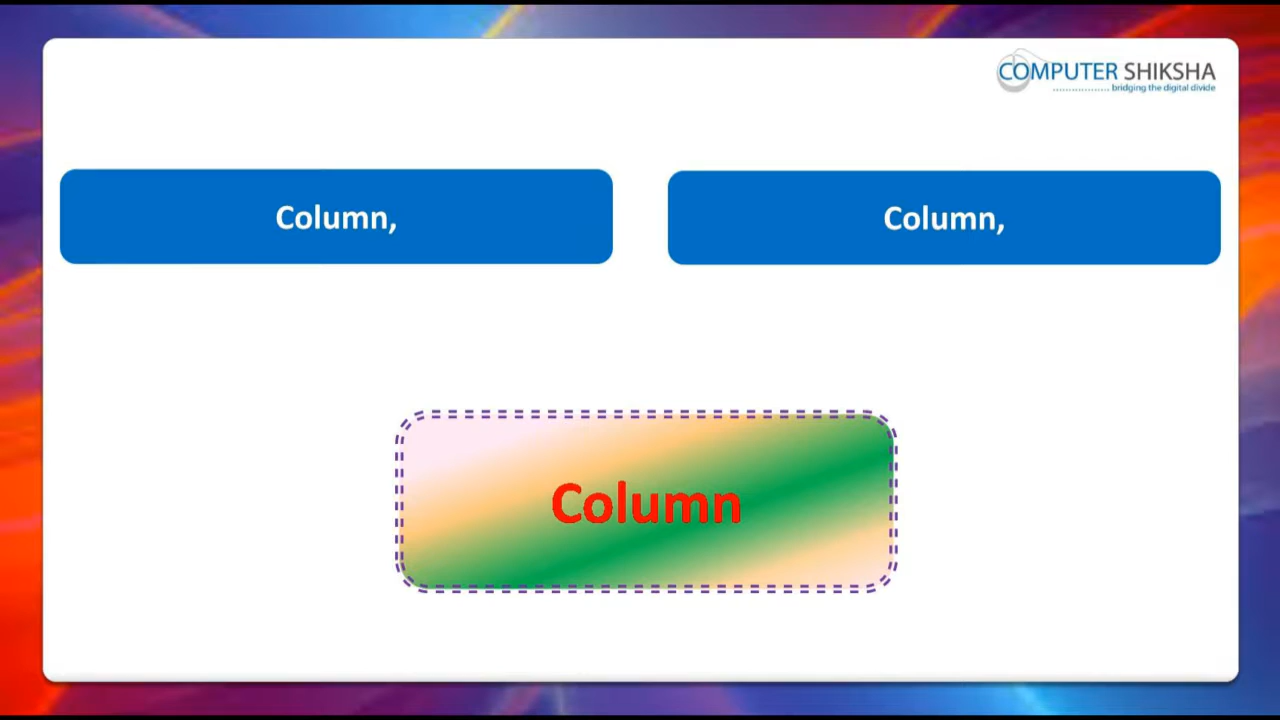 COMPUTER SHIKSHA
bridging the digital divide
Column,
Column,
Column